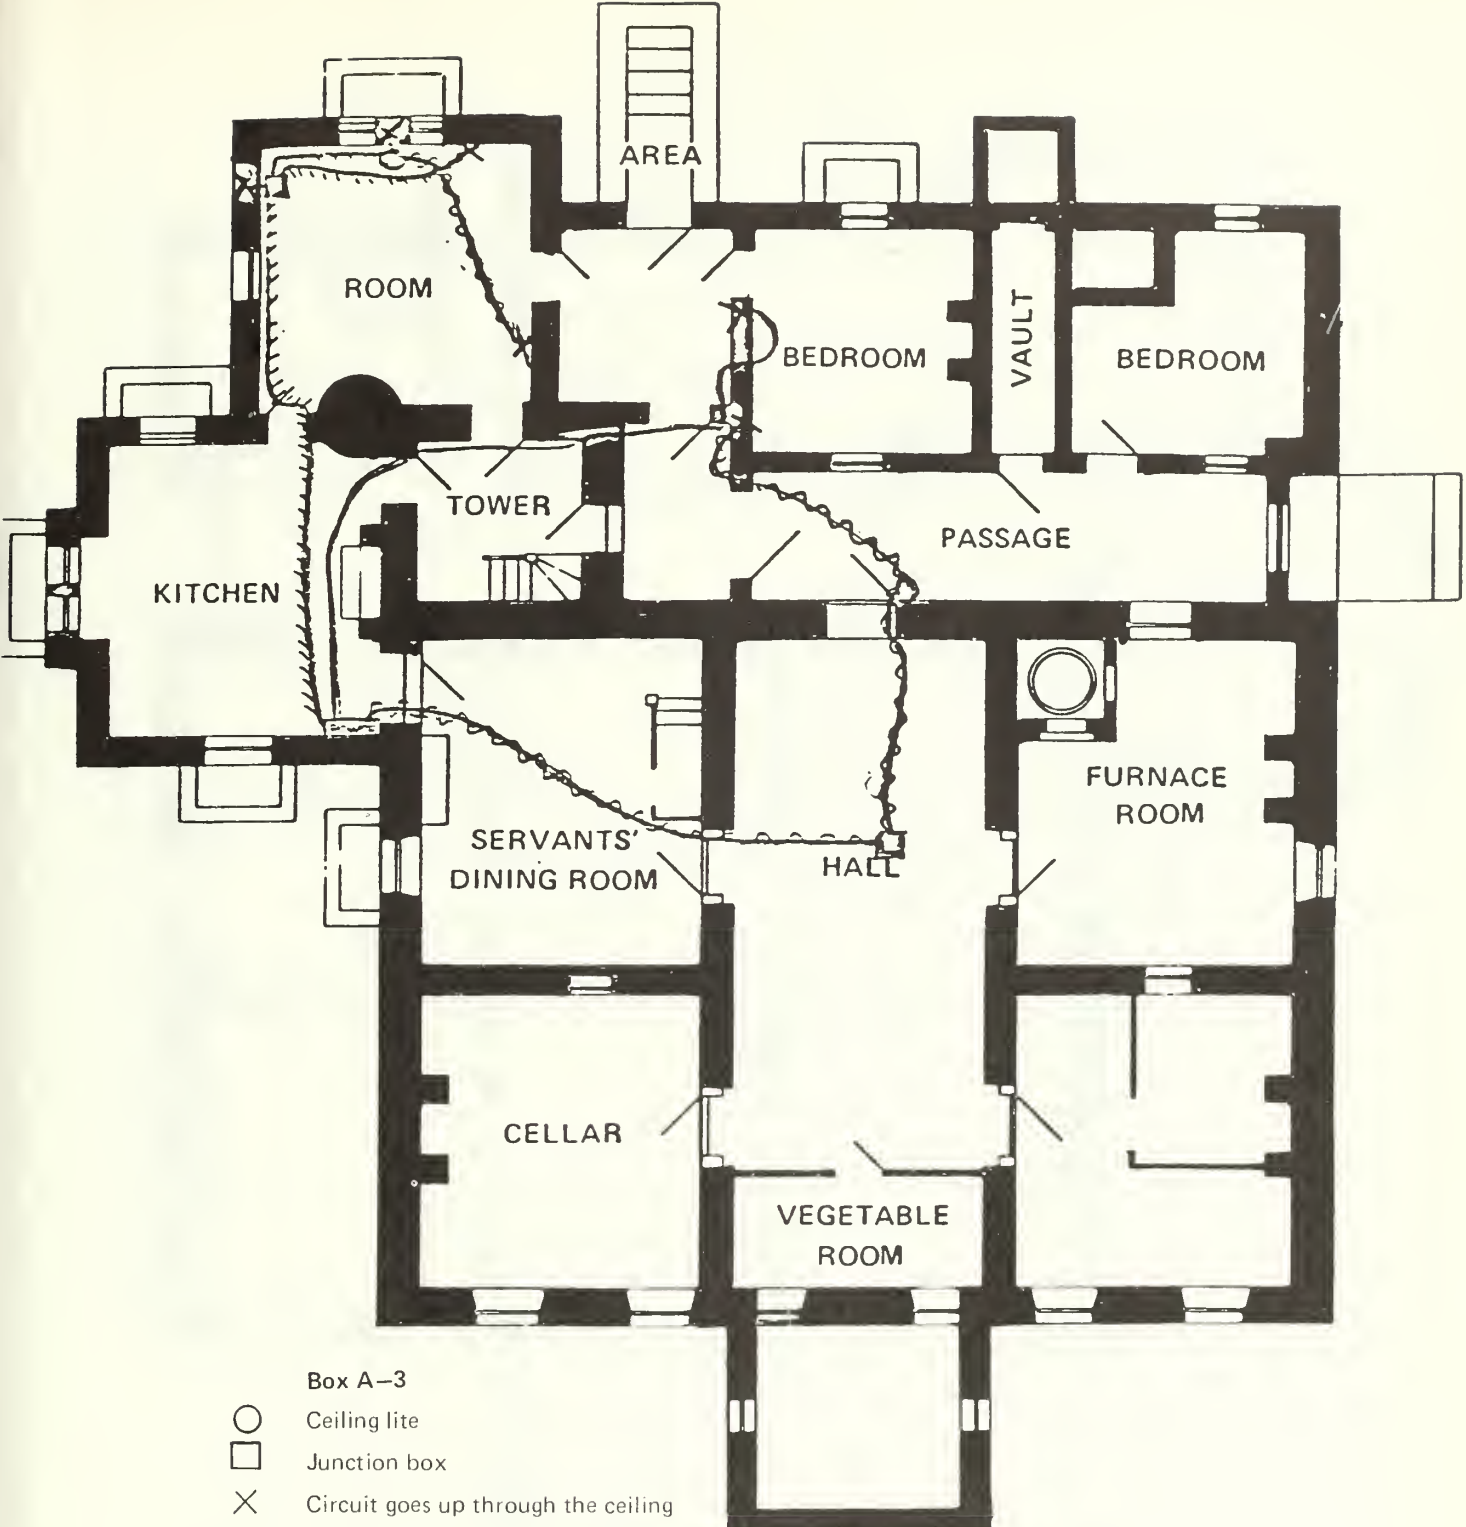 AREA
ROOM
BEDROOM
VAULT
BEDROOM
TOWER
PASSAGE
KITCHEN
FURNACE
ROOM
SERVANTS'
DINING ROOM
HALL
CELLAR
VEGETABLE
ROOM
Box A–3
Ceiling lite
Junction box
Circuit goes up through the ceiling